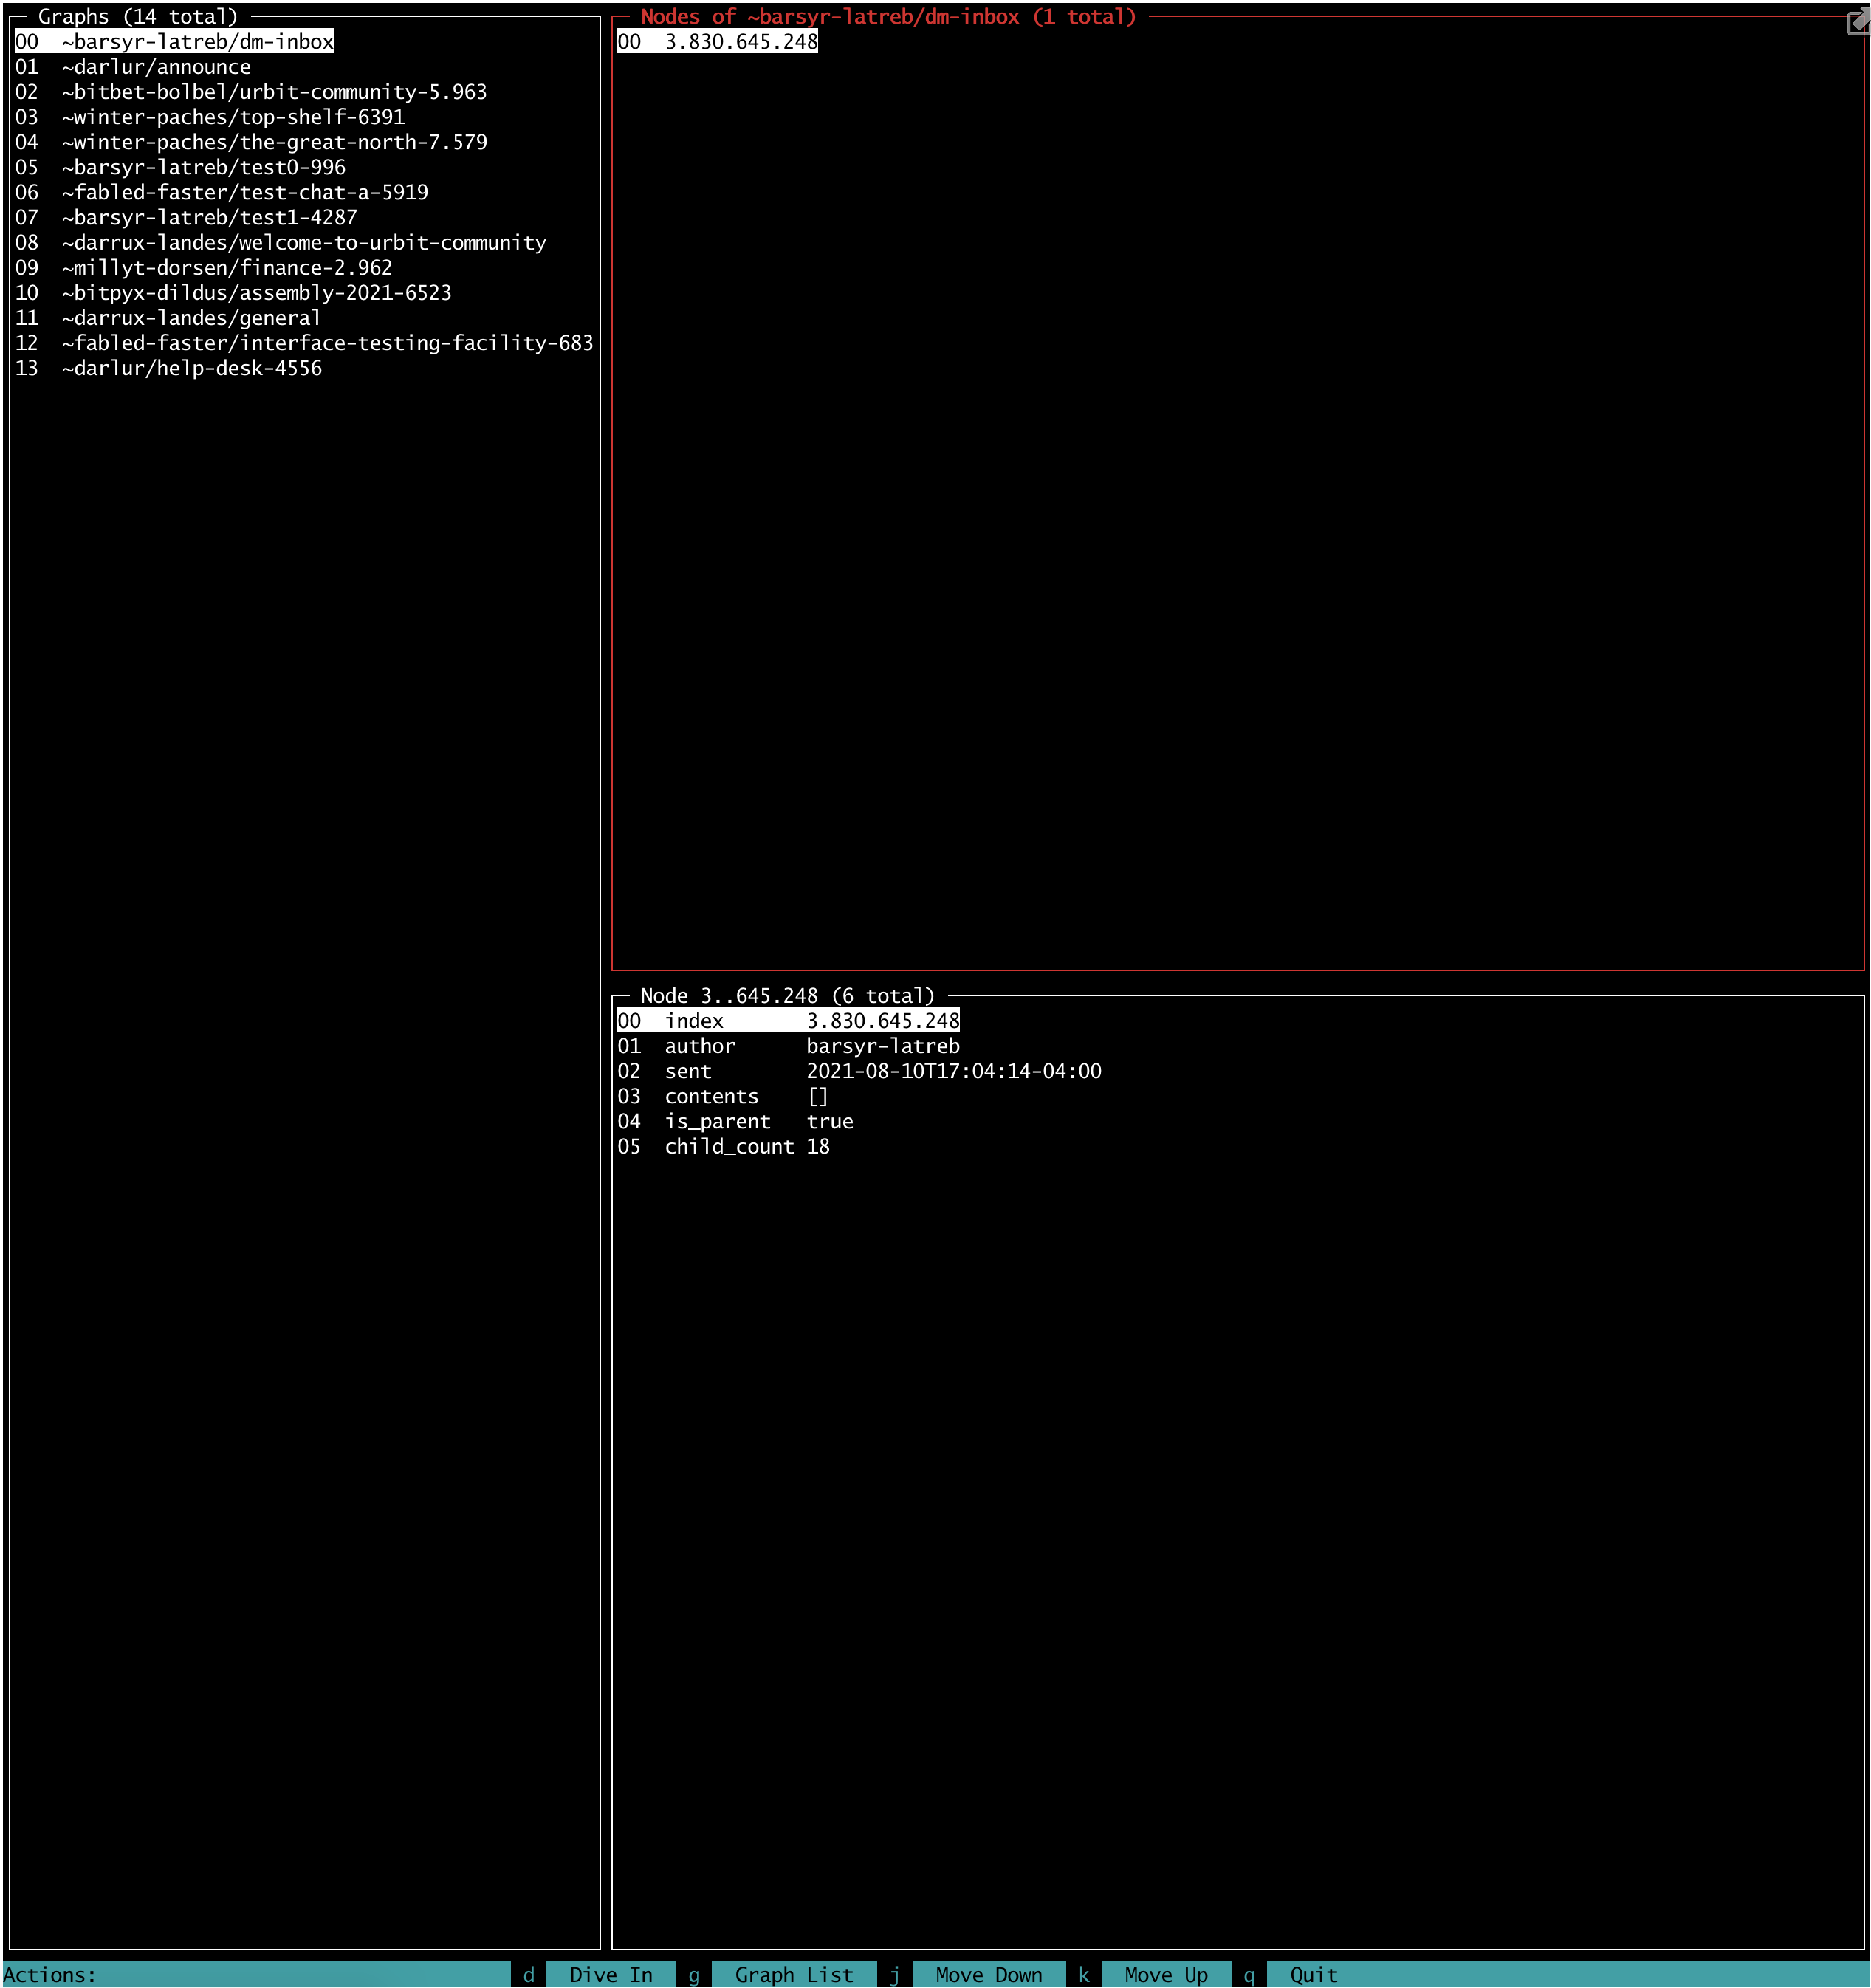 Graphs (14 total)
00 ~barsyr-latreb/dm-inbox
01 ~darlur/announce
02 ~bitbet-bolbel/urbit-community-5.963
03 ~winter-paches/top-shelf-6391
04 ~winter-paches/the-great-north-7.579
05 ~barsyr-latreb/test0-996
06 ~fabled-faster/test-chat-a-5919
07 ~barsyr-latreb/test1-4287
08 ~darrux-landes/welcome-to-urbit-community
09 ~millyt-dorsen/finance-2.962
10 ~bitpyx-dildus/assembly-2021-6523
11 ~darrux-landes/general
12 ~fabled-faster/interface-testing-facility-683
13 ~darlur/help-desk-4556
Nodes of ~barsyr-latreb/dm-inbox (1 total)
00 3.830.645.248
Node 3..645.248 (6 total)
00 index 3.830.645.248
01 author barsyr-latreb
02 sent 2021-08-10T17:04:14-04:00
03 contents []
04 is_parent true
05 child_count 18
Actions: d Dive In g Graph List j Move Down k Move Up q Quit